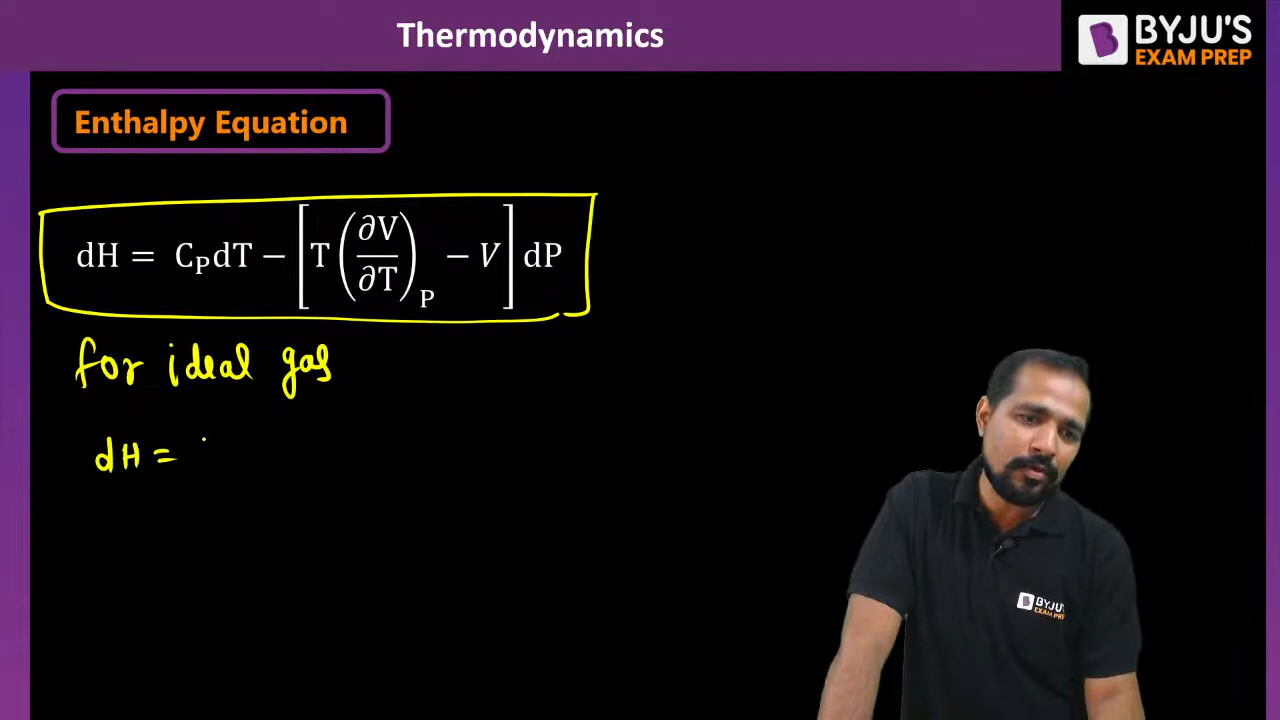 Thermodynamics
BYJU'S
EXAM PREP
Enthalpy Equation
dH = C_P dT − [T (∂V/∂T)_P − V] dP
for ideal gas
dH =
BYJU'S
EXAM PREP